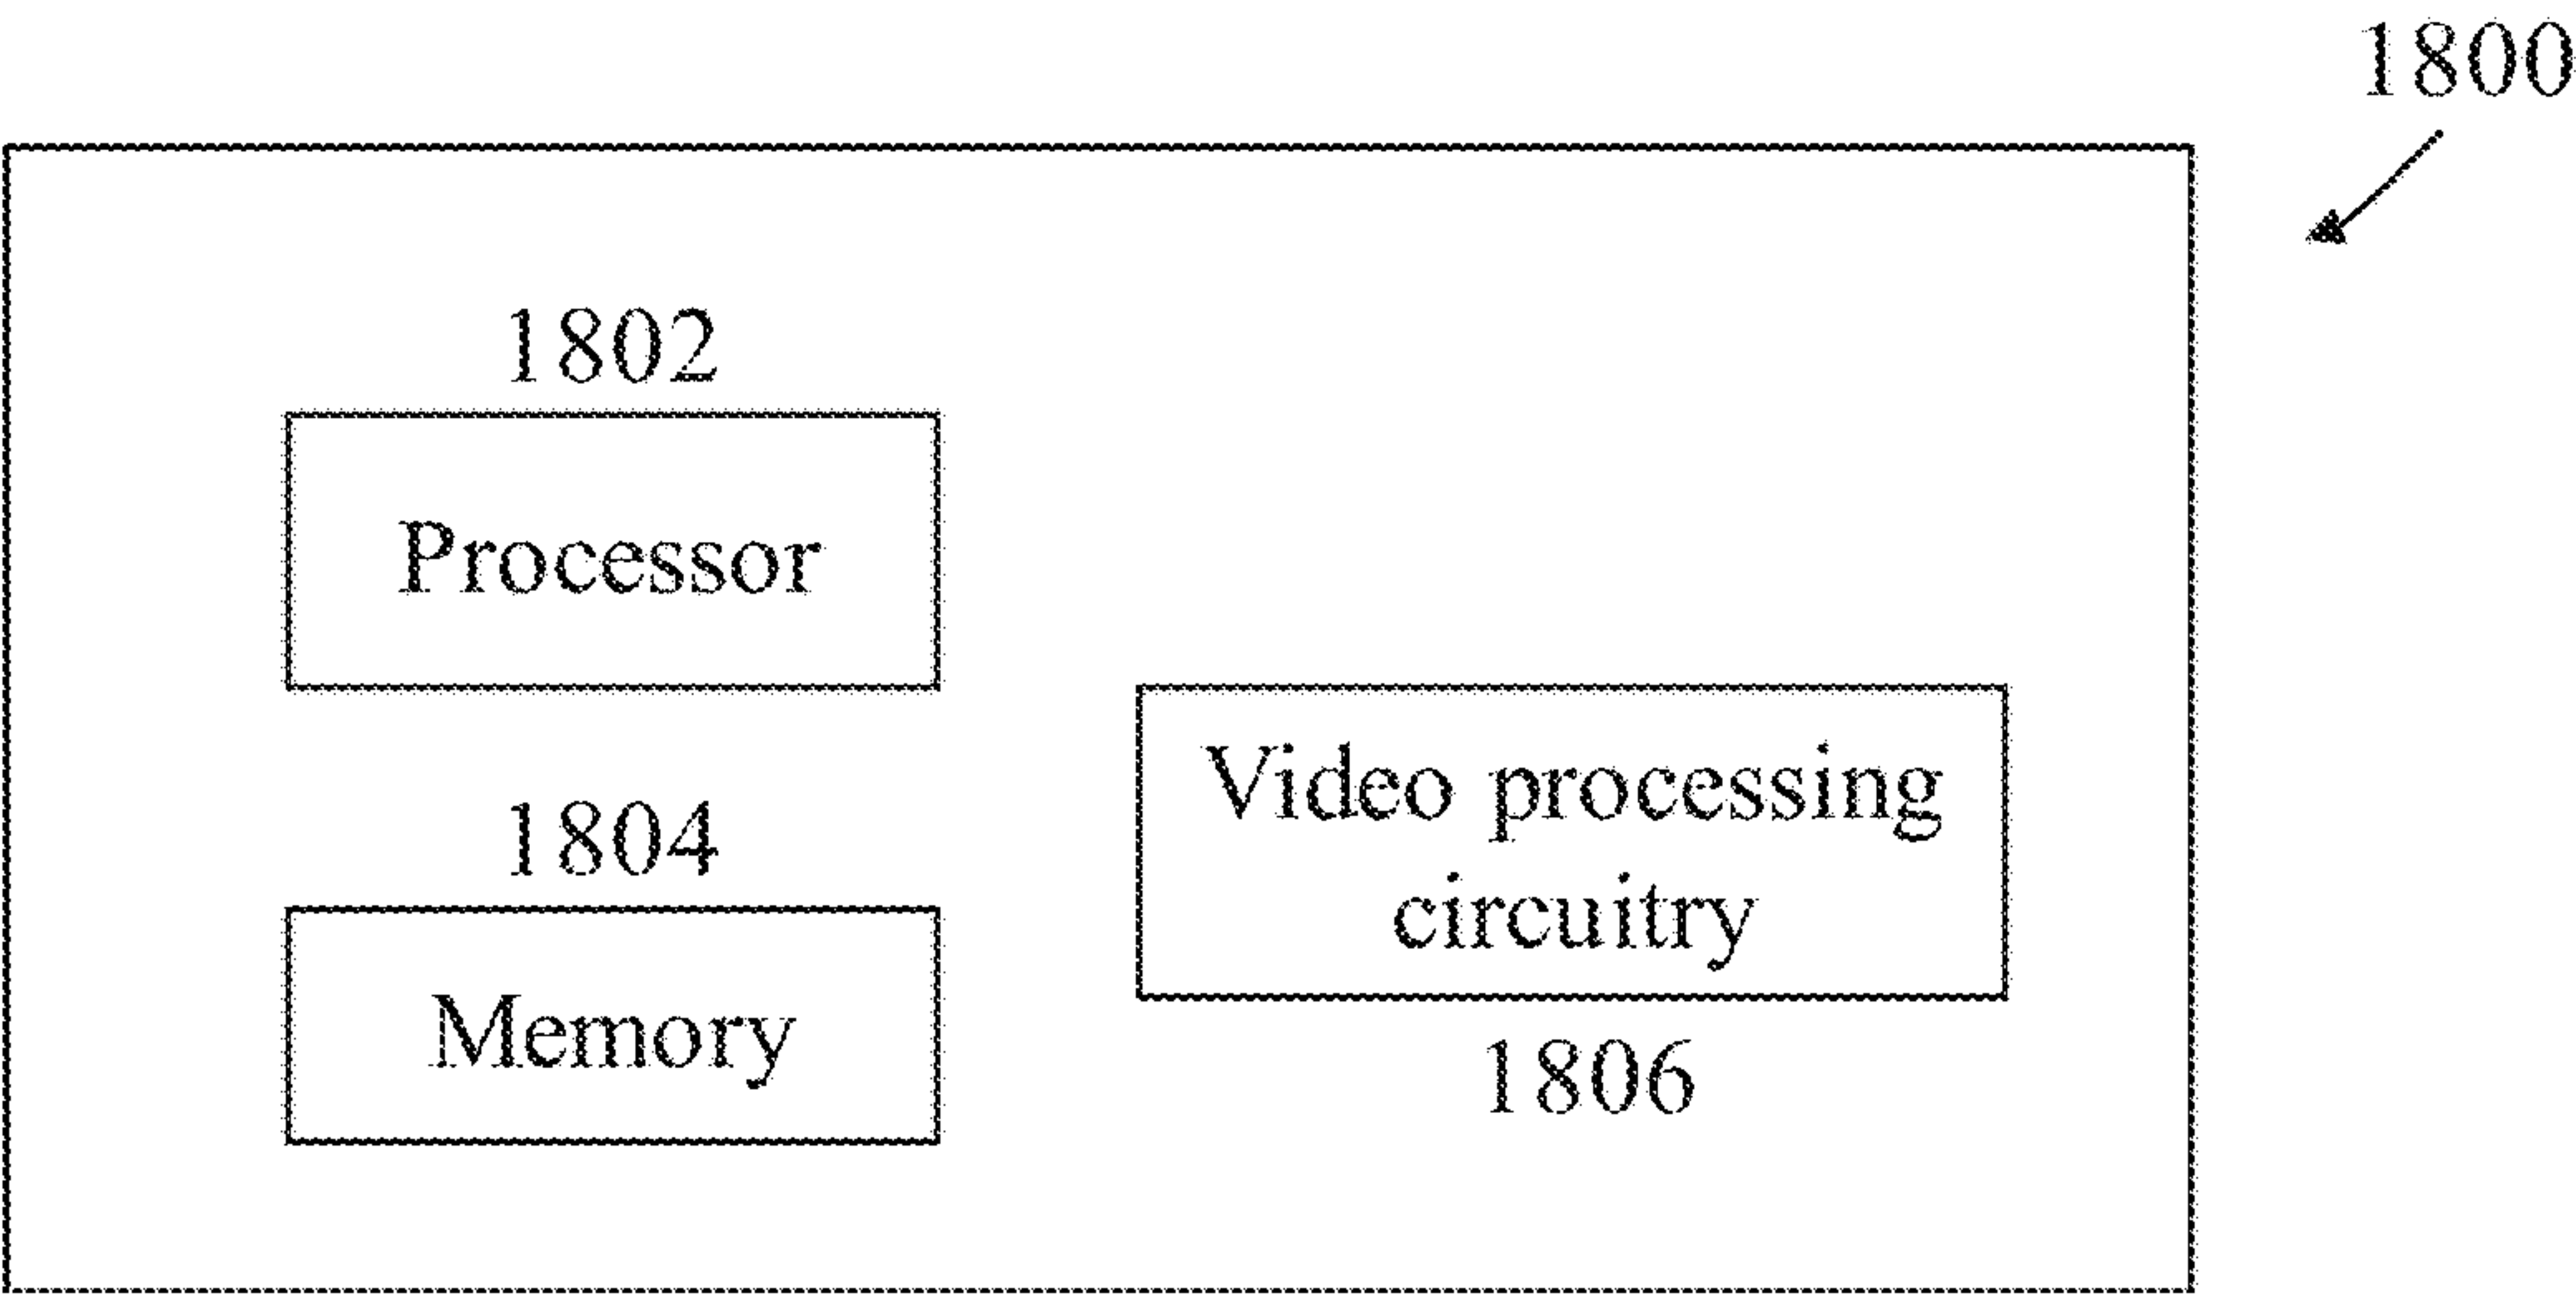 1800
1802
Processor
1804
Memory
Video processing
circuitry
1806